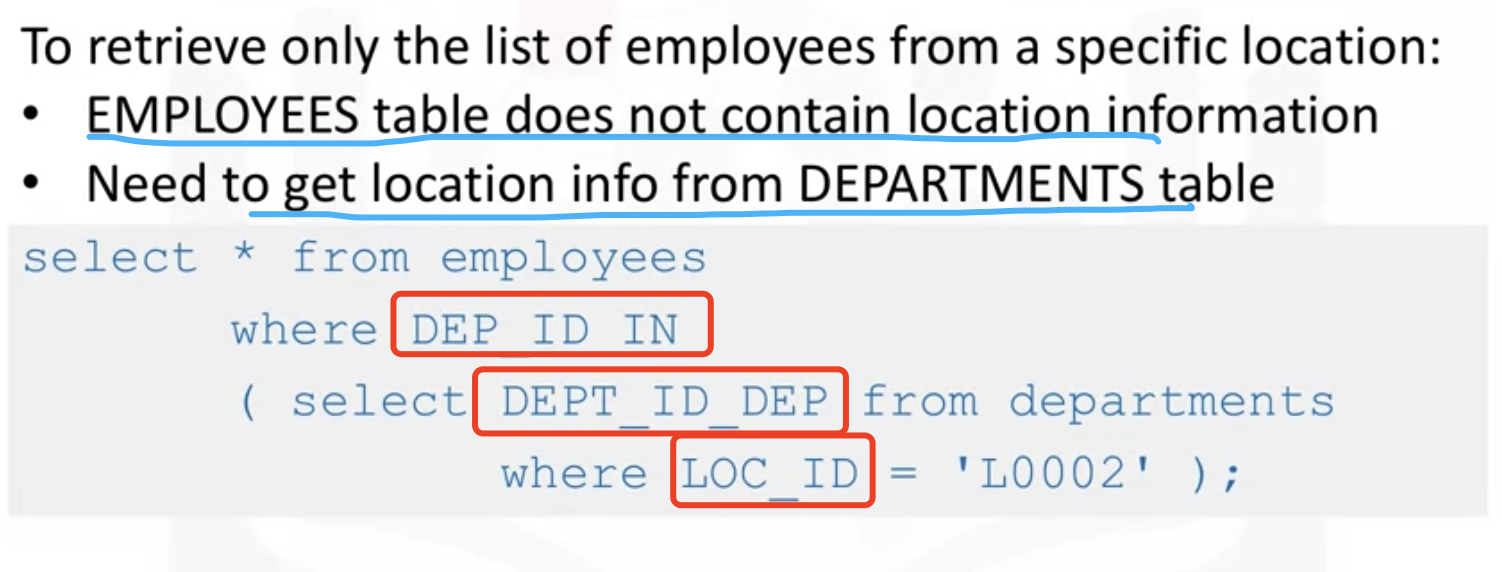 To retrieve only the list of employees from a specific location:
• EMPLOYEES table does not contain location information
• Need to get location info from DEPARTMENTS table
select * from employees
where DEP_ID IN
( select DEPT_ID_DEP from departments
where LOC_ID = 'L0002' );